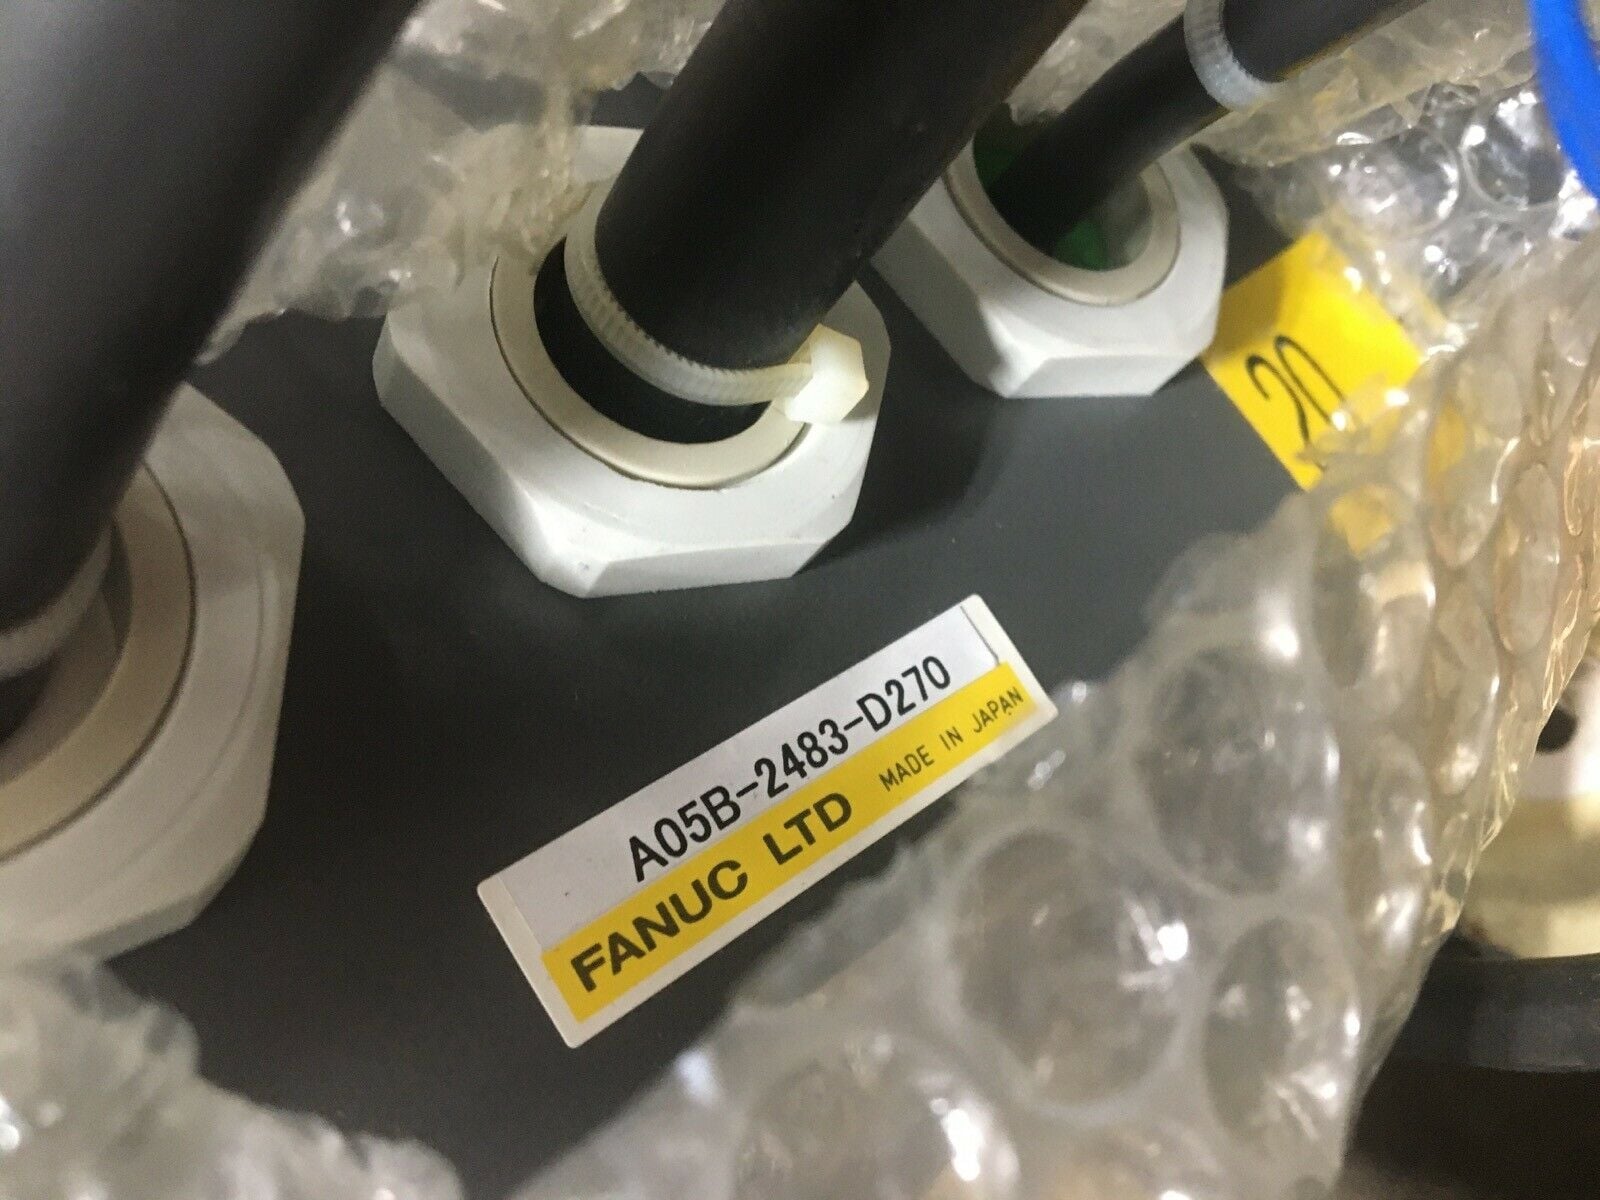 20
A05B-2483-D270
FANUC LTD MADE IN JAPAN